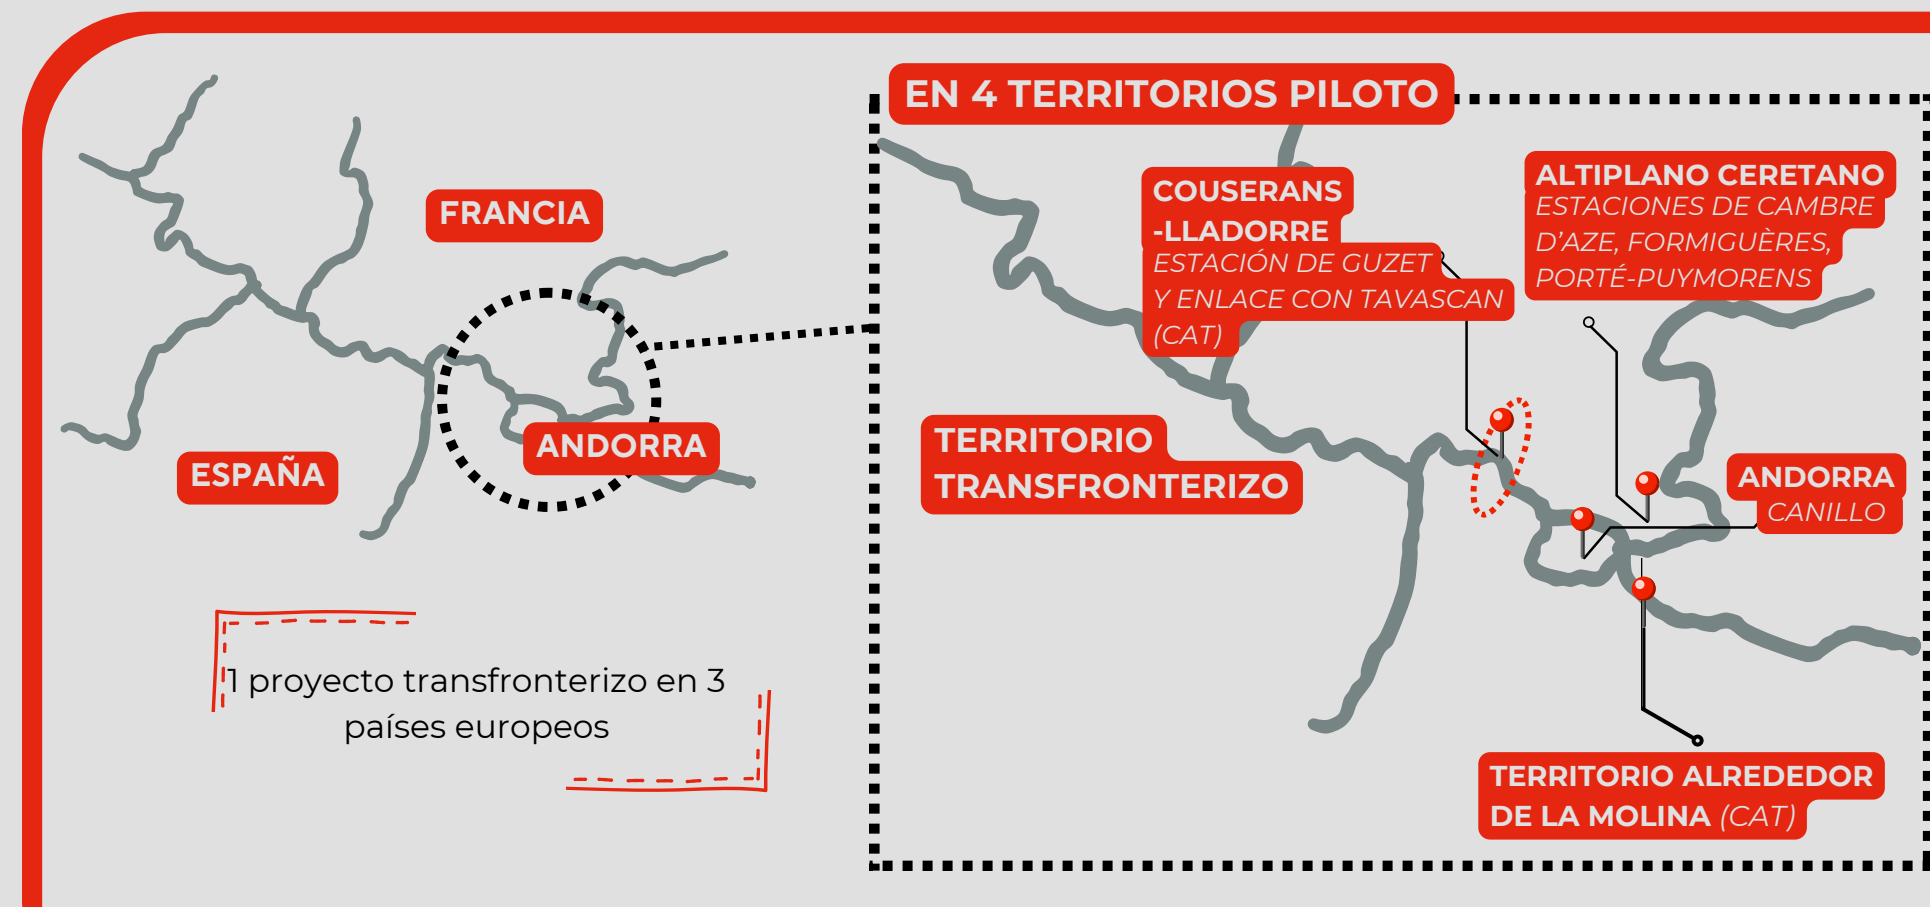 FRANCIA
ESPAÑA
ANDORRA
1 proyecto transfronterizo en 3
países europeos
EN 4 TERRITORIOS PILOTO
COUSERANS
-LLADORRE
ESTACIÓN DE GUZET
Y ENLACE CON TAVASCAN
(CAT)
ALTIPLANO CERETANO
ESTACIONES DE CAMBRE
D’AZE, FORMIGUÈRES,
PORTÉ-PUYMORENS
TERRITORIO
TRANSFRONTERIZO
ANDORRA
CANILLO
TERRITORIO ALREDEDOR
DE LA MOLINA (CAT)